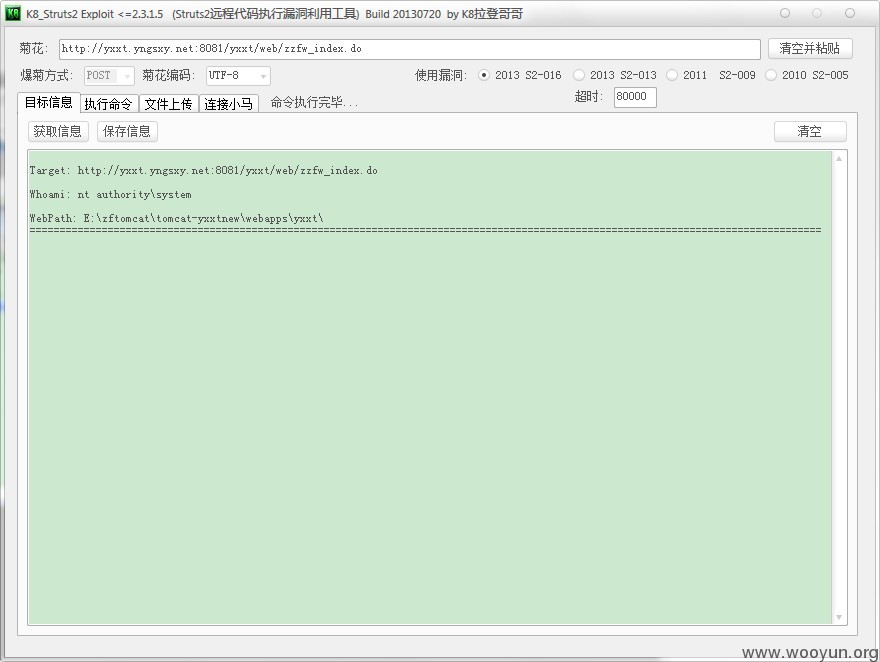 K8 K8_Struts2 Exploit <=2.3.1.5 (Struts2远程代码执行漏洞利用工具) Build 20130720 by K8拉登哥哥
菊花: http://yxxt.yngsxy.net:8081/yxxt/web/zzfw_index.do 清空并粘贴
爆菊方式: POST 菊花编码: UTF-8 使用漏洞: 2013 S2-016 2013 S2-013 2011 S2-009 2010 S2-005
目标信息 执行命令 文件上传 连接小马 命令执行完毕... 超时: 80000
获取信息 保存信息 清空
Target: http://yxxt.yngsxy.net:8081/yxxt/web/zzfw_index.do
Whoami: nt authority\system
WebPath: E:\zftomcat\tomcat-yxxtnew\webapps\yxxt\
====================================================================================================================================
www.wooyun.org